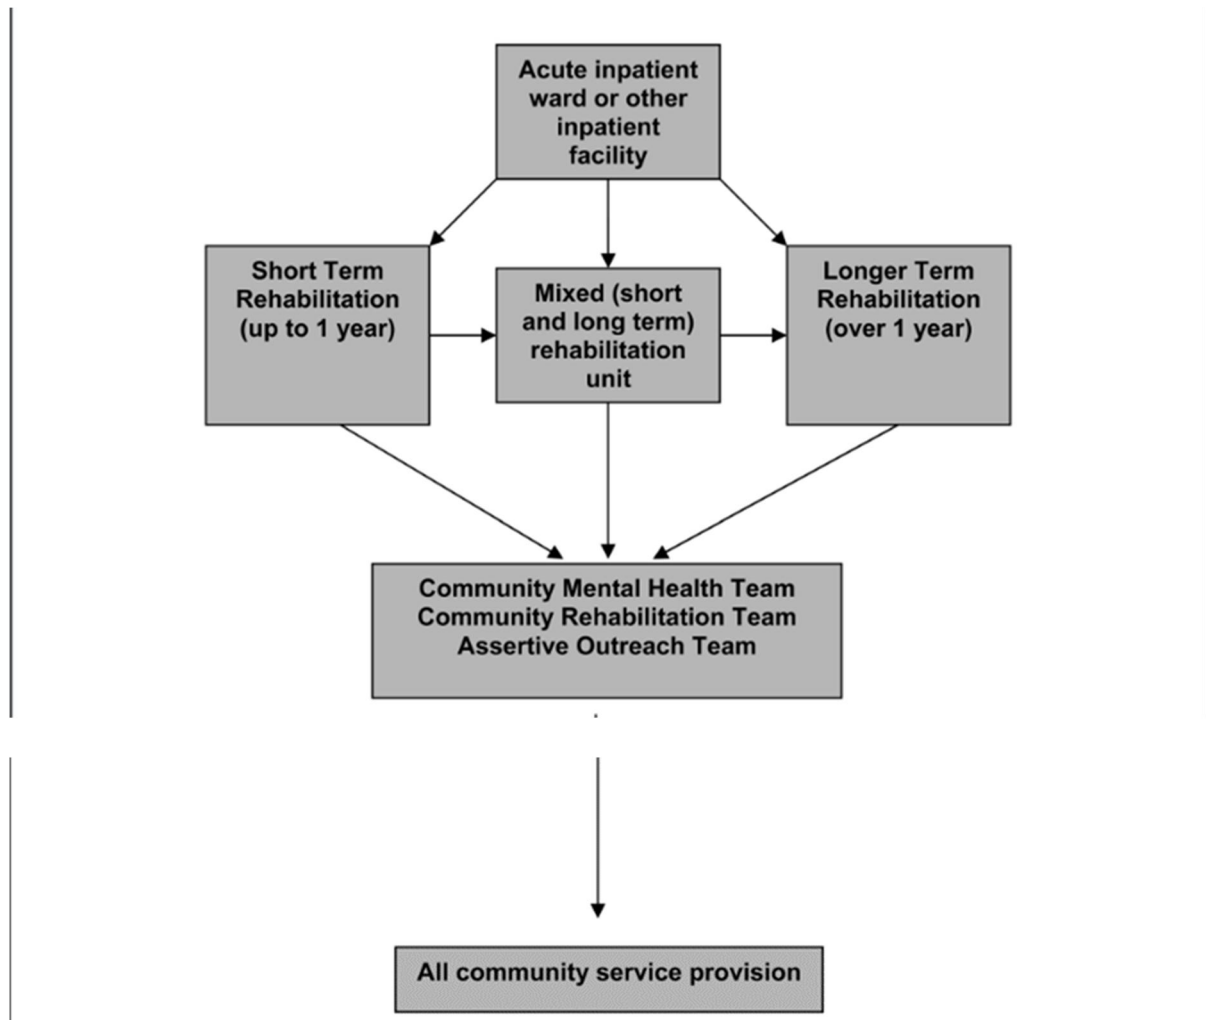 Acute inpatient
ward or other
inpatient
facility
Short Term
Rehabilitation
(up to 1 year)
Mixed (short
and long term)
rehabilitation
unit
Longer Term
Rehabilitation
(over 1 year)
Community Mental Health Team
Community Rehabilitation Team
Assertive Outreach Team
All community service provision